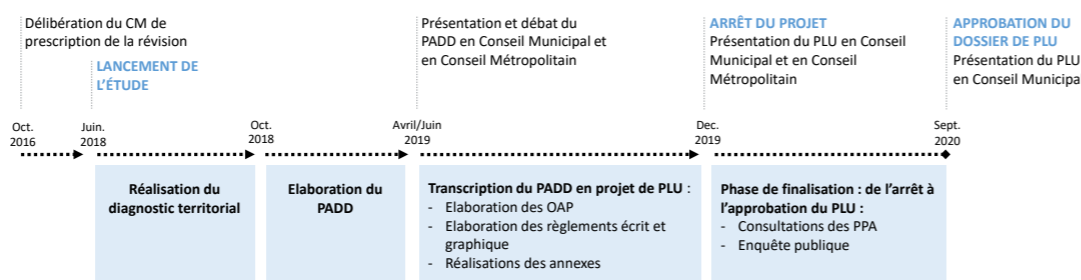 Délibération du CM de
prescription de la révision
LANCEMENT DE
L'ÉTUDE
Présentation et débat du
PADD en Conseil Municipal et
en Conseil Métropolitain
ARRÊT DU PROJET
Présentation du PLU en Conseil
Municipal et en Conseil
Métropolitain
APPROBATION DU
DOSSIER DE PLU
Présentation du PLU
en Conseil Municipa
Oct.
2016
Juin.
2018
Oct.
2018
Avril/Juin
2019
Dec.
2019
Sept.
2020
Réalisation du
diagnostic territorial
Elaboration du
PADD
Transcription du PADD en projet de PLU :
- Elaboration des OAP
- Elaboration des règlements écrit et
graphique
- Réalisations des annexes
Phase de finalisation : de l'arrêt à
l'approbation du PLU :
- Consultations des PPA
- Enquête publique